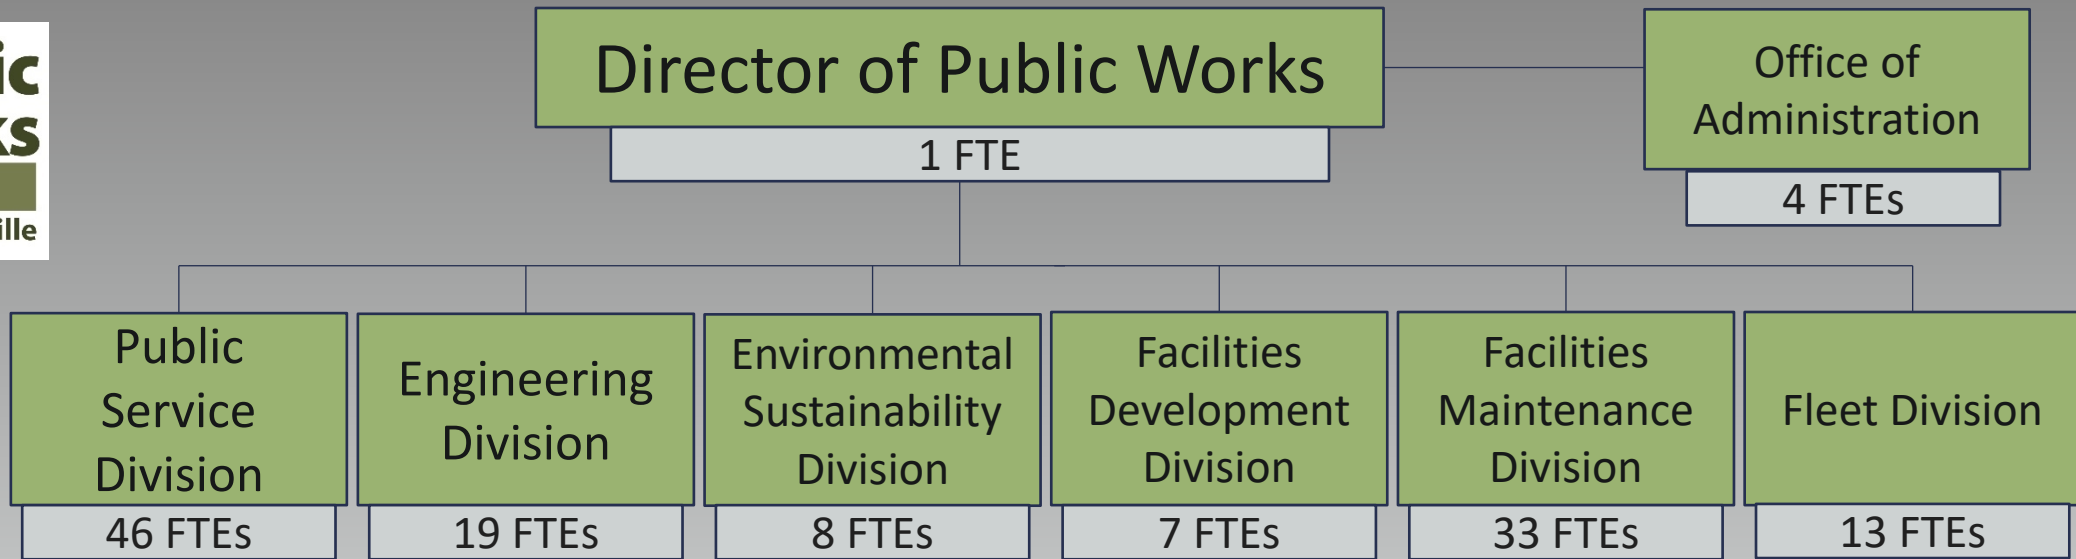 Director of Public Works
1 FTE
Office of
Administration
4 FTEs
Public
Service
Division
46 FTEs
Engineering
Division
19 FTEs
Environmental
Sustainability
Division
8 FTEs
Facilities
Development
Division
7 FTEs
Facilities
Maintenance
Division
33 FTEs
Fleet Division
13 FTEs